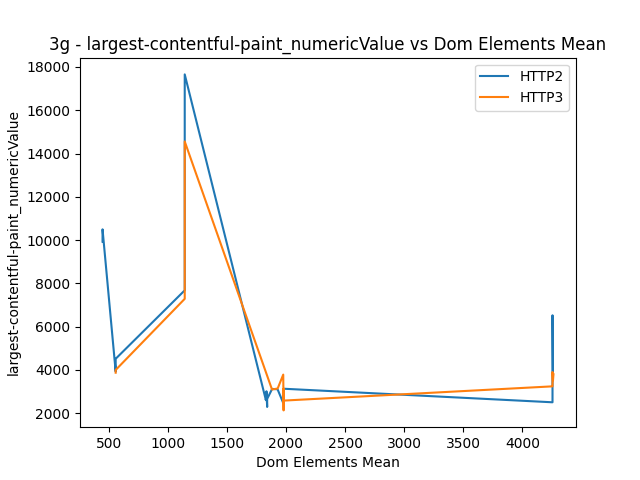 3g - largest-contentful-paint_numericValue vs Dom Elements Mean
HTTP2
HTTP3
18000
16000
14000
12000
10000
8000
6000
4000
2000
largest-contentful-paint_numericValue
500 1000 1500 2000 2500 3000 3500 4000
Dom Elements Mean